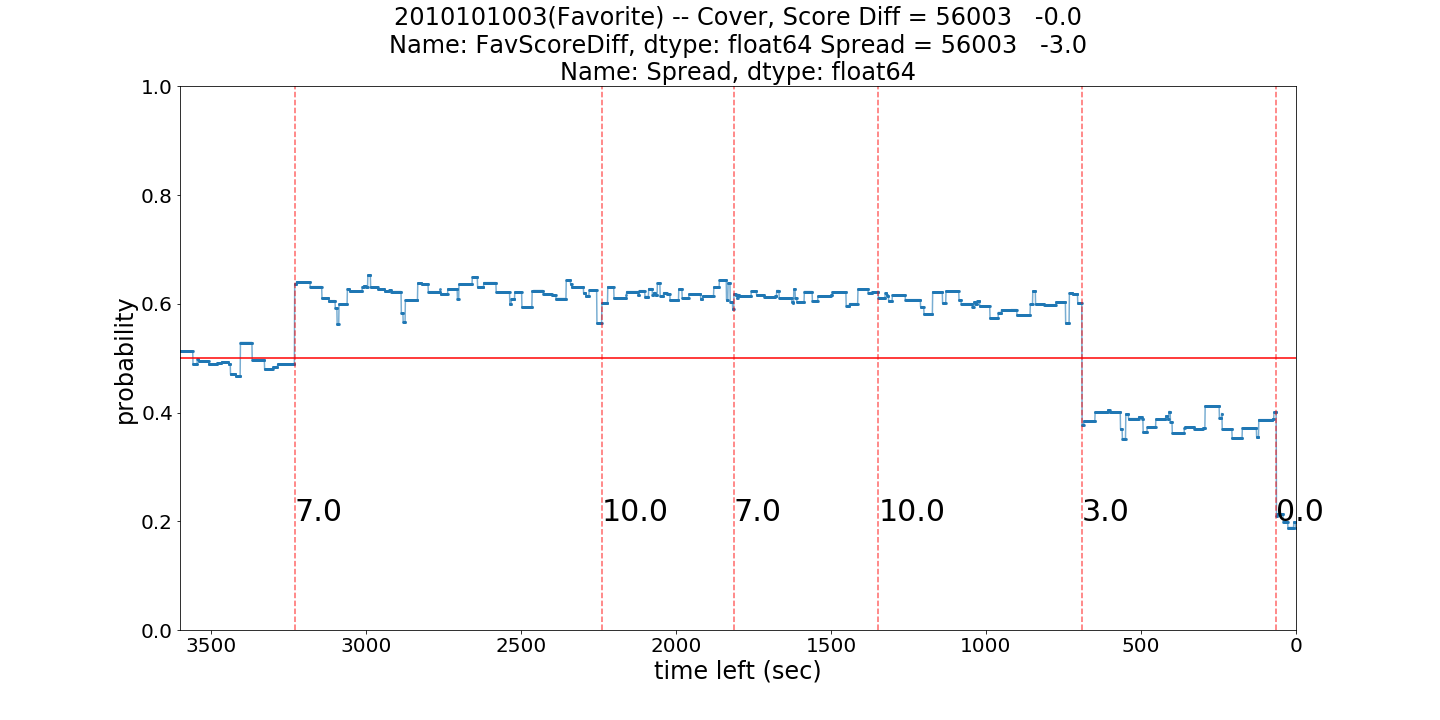 2010101003(Favorite) -- Cover, Score Diff = 56003   -0.0
Name: FavScoreDiff, dtype: float64 Spread = 56003   -3.0
Name: Spread, dtype: float64
1.0
0.8
0.6
0.4
0.2
0.0
probability
7.0 10.0 7.0 10.0 3.0 0.0
3500 3000 2500 2000 1500 1000 500 0
time left (sec)